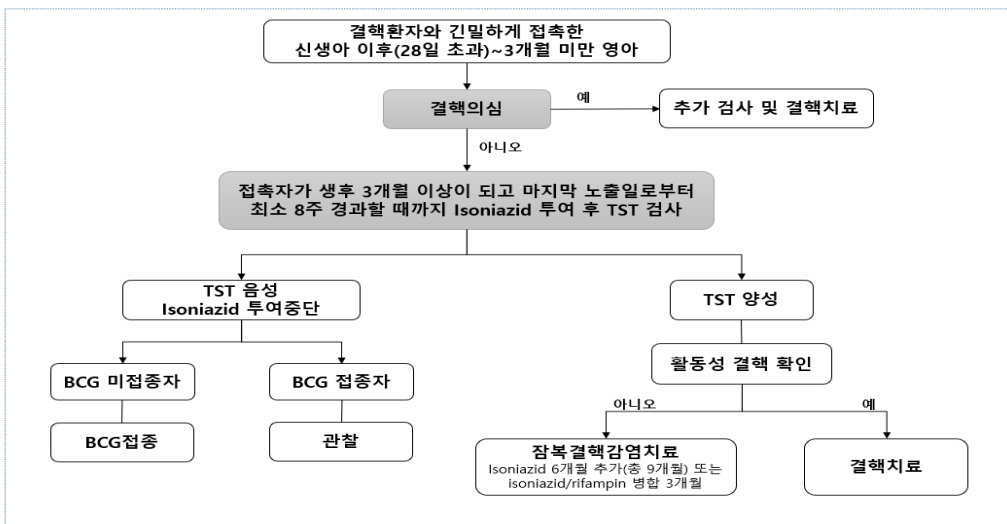 결핵환자와 긴밀하게 접촉한
신생아 이후(28일 초과)~3개월 미만 영아
결핵의심
예
추가 검사 및 결핵치료
아니오
접촉자가 생후 3개월 이상이 되고 마지막 노출일로부터
최소 8주 경과할 때까지 Isoniazid 투여 후 TST 검사
TST 음성
Isoniazid 투여중단
TST 양성
BCG 미접종자
BCG 접종자
활동성 결핵 확인
아니오
예
BCG접종
관찰
잠복결핵감염치료
Isoniazid 6개월 추가(총 9개월) 또는
isoniazid/rifampin 병합 3개월
결핵치료